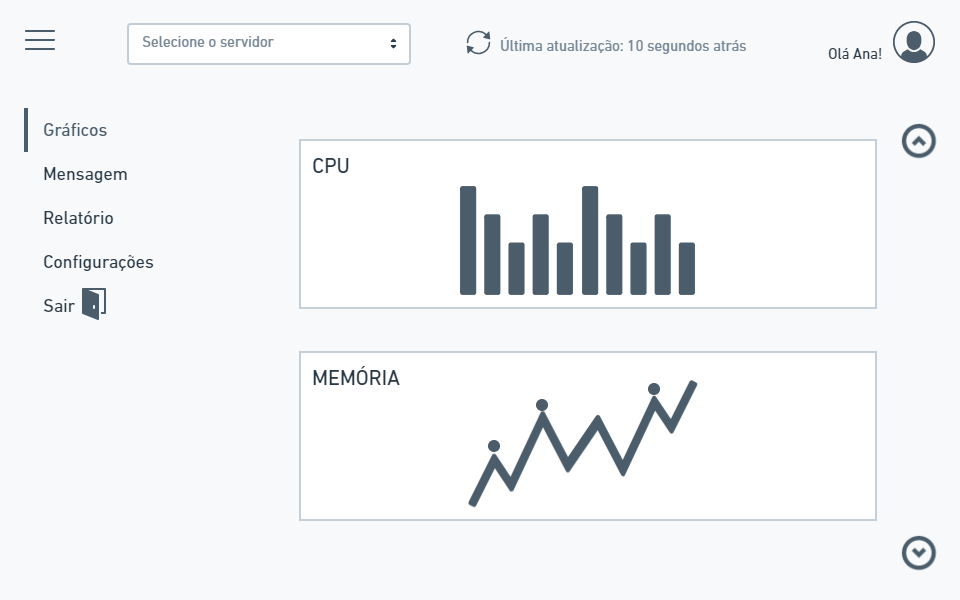 Selecione o servidor
Última atualização: 10 segundos atrás
Olá Ana!
Gráficos
Mensagem
Relatório
Configurações
Sair
CPU
MEMÓRIA